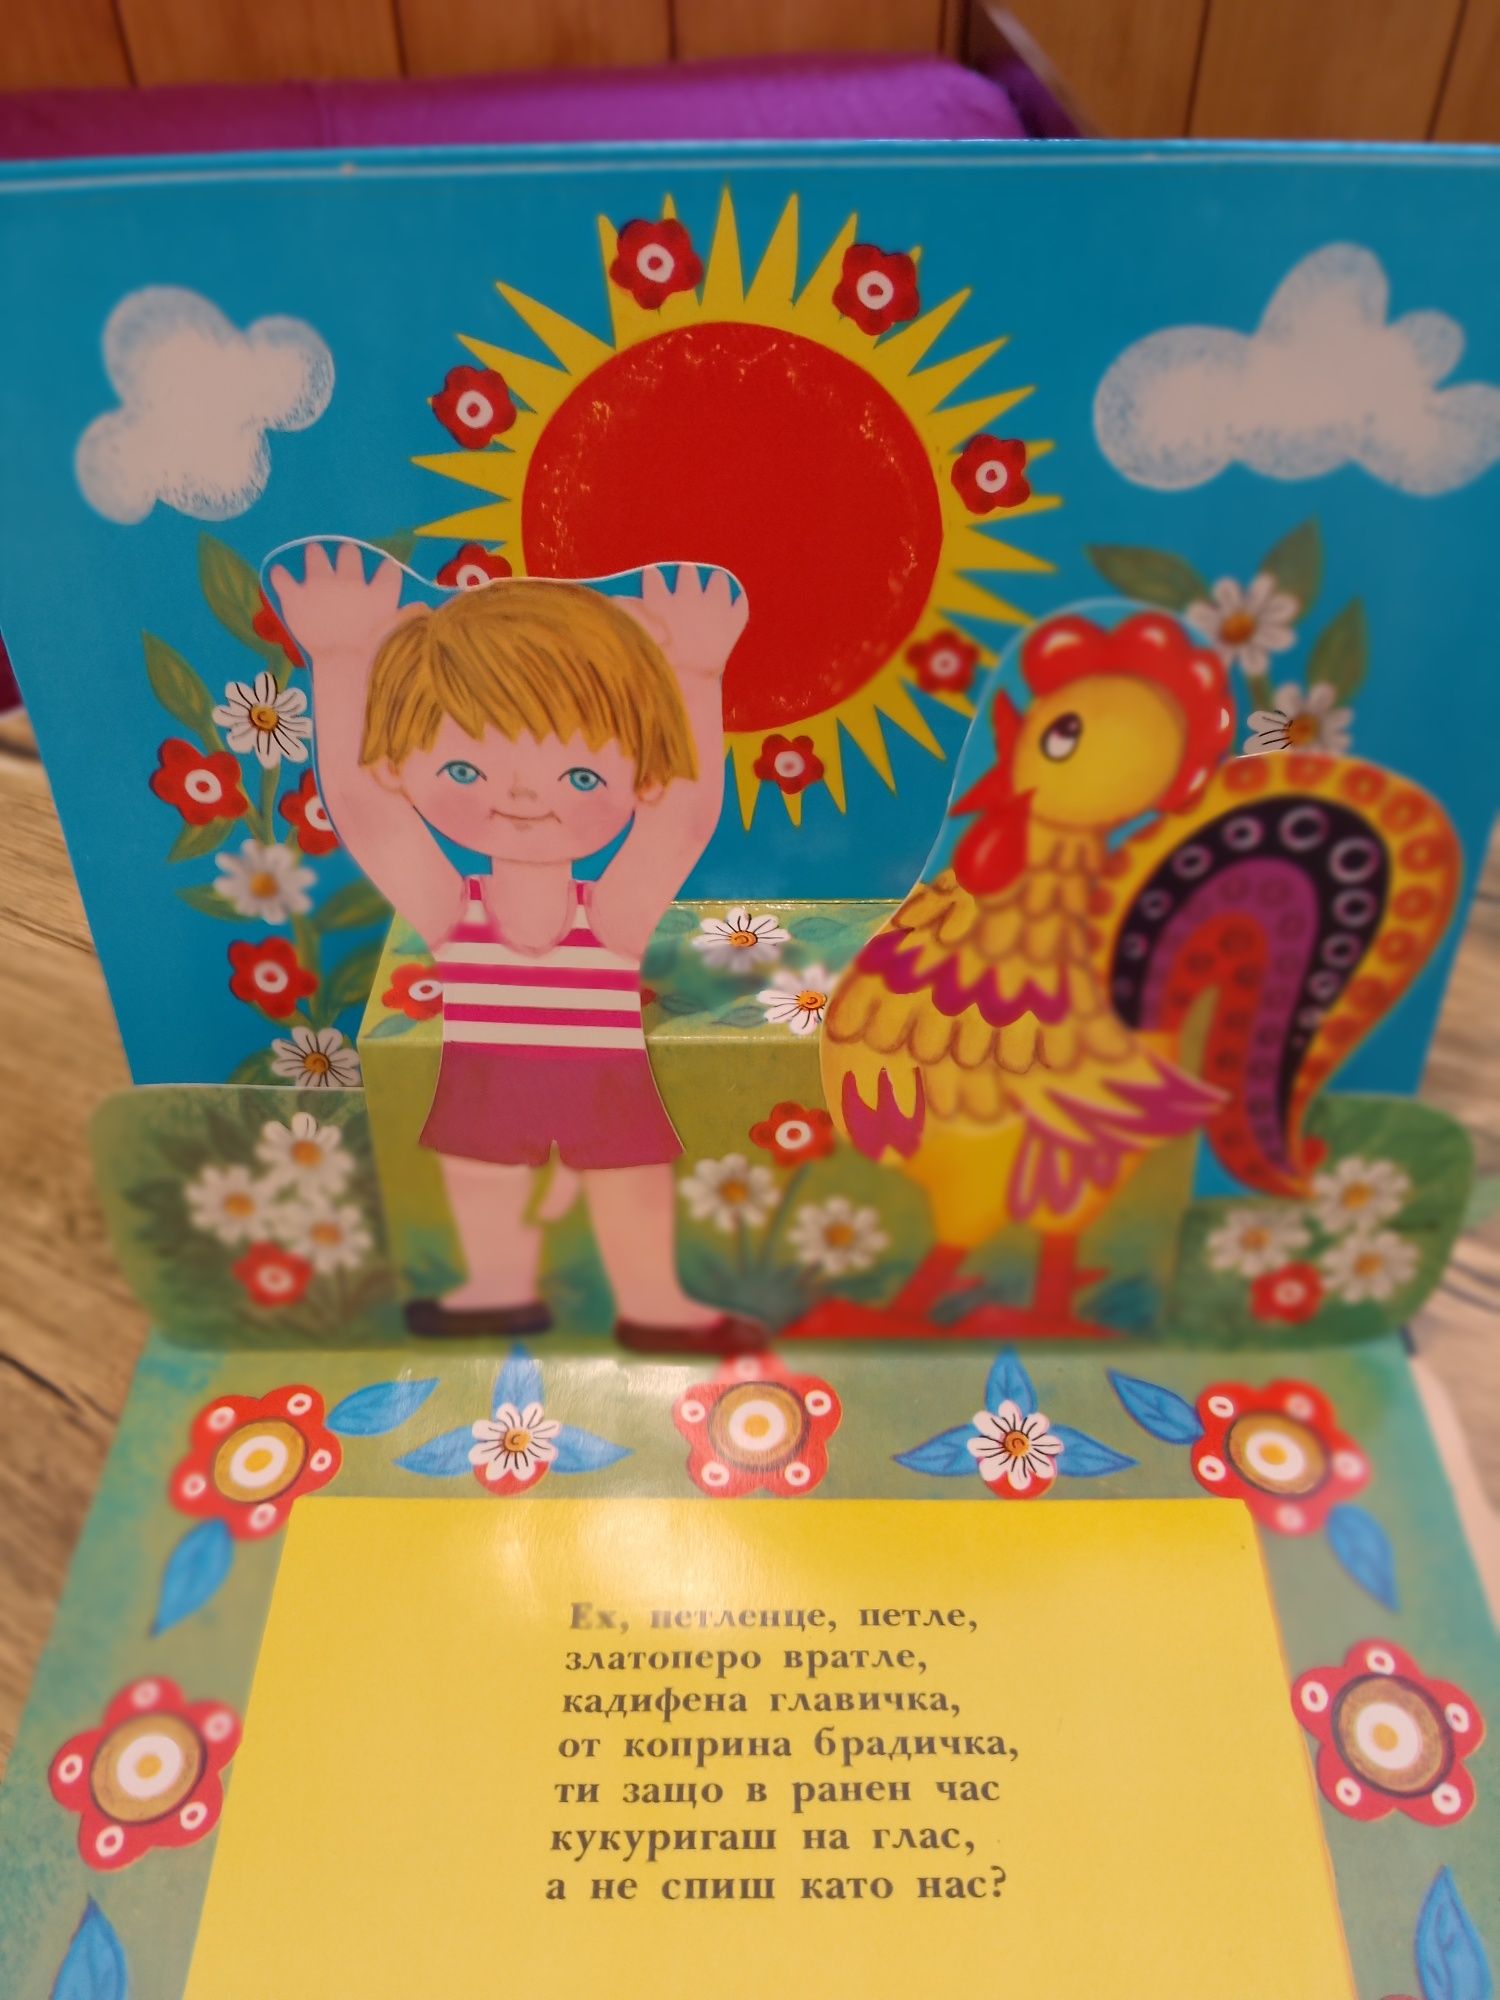 Ех, петленце, петле,
златоперо вратле,
кадифена главичка,
от коприна брадичка,
ти защо в ранен час
кукуригаш на глас,
а не спиш като нас?